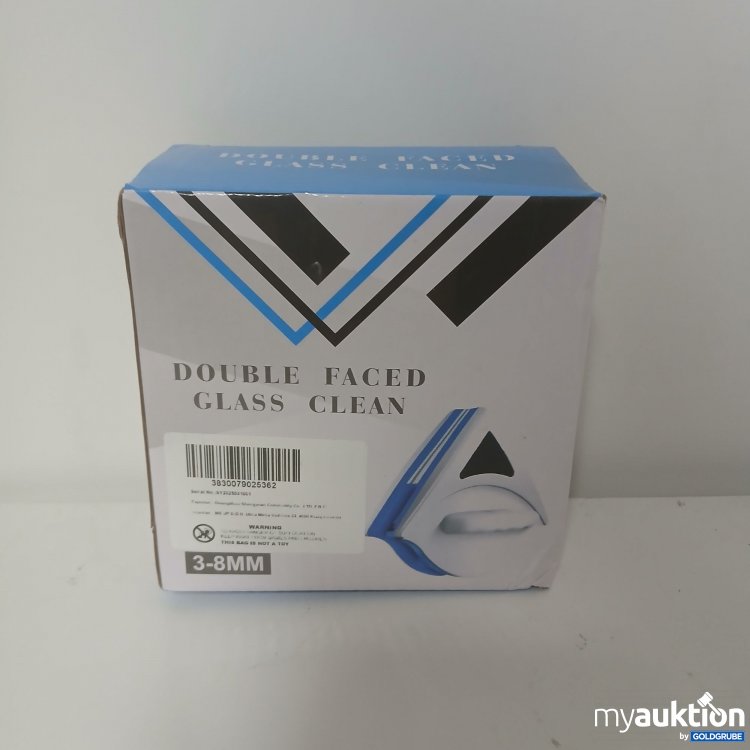 DOUBLE FACED
GLASS CLEAN
DOUBLE FACED
GLASS CLEAN
3830079025362
WARNING
THIS BAG IS NOT A TOY
3-8MM
myauktion
by GOLDGRUBE